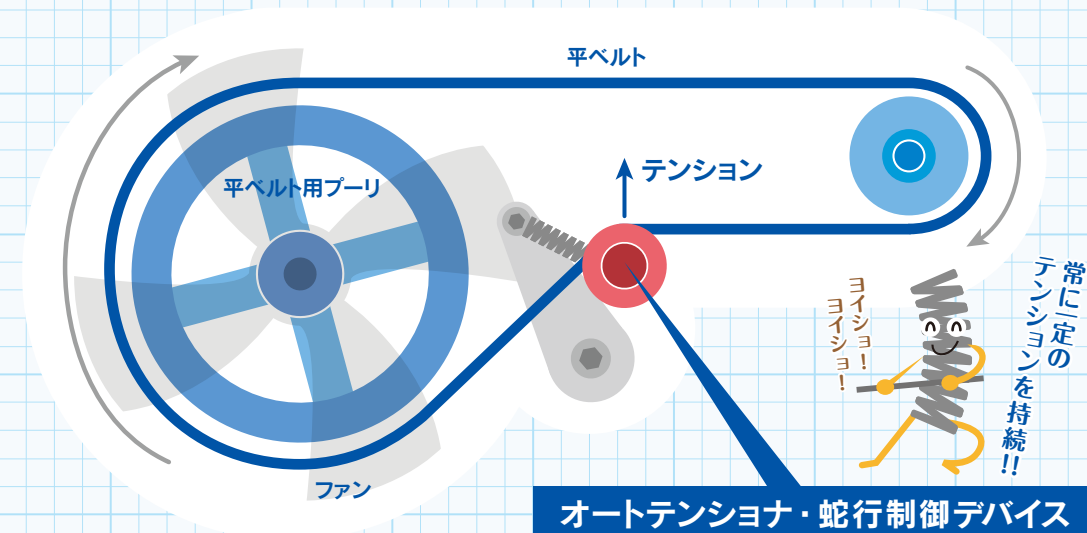 平ベルト
テンション
平ベルト用プーリ
ファン
ヨイショ！
ヨイショ！
常に一定の
テンションを持続!!
オートテンショナ・蛇行制御デバイス